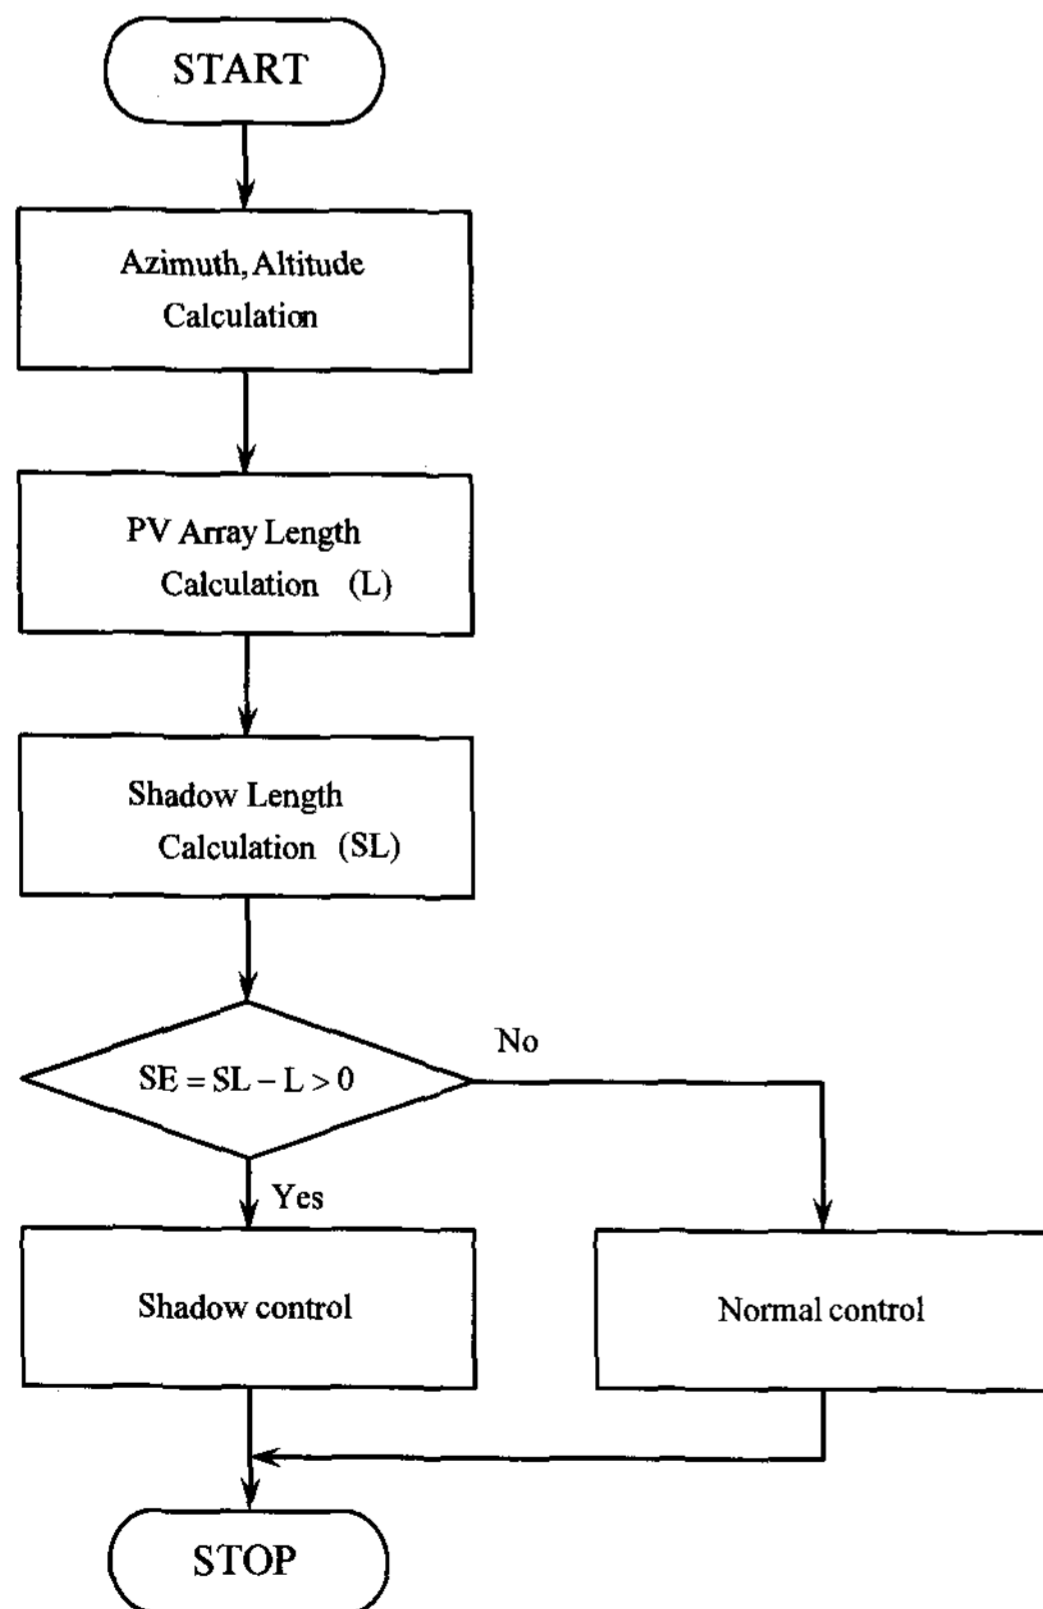 START
Azimuth, Altitude
Calculation
PV Array Length
Calculation (L)
Shadow Length
Calculation (SL)
SE = SL – L > 0
No
Yes
Shadow control
Normal control
STOP